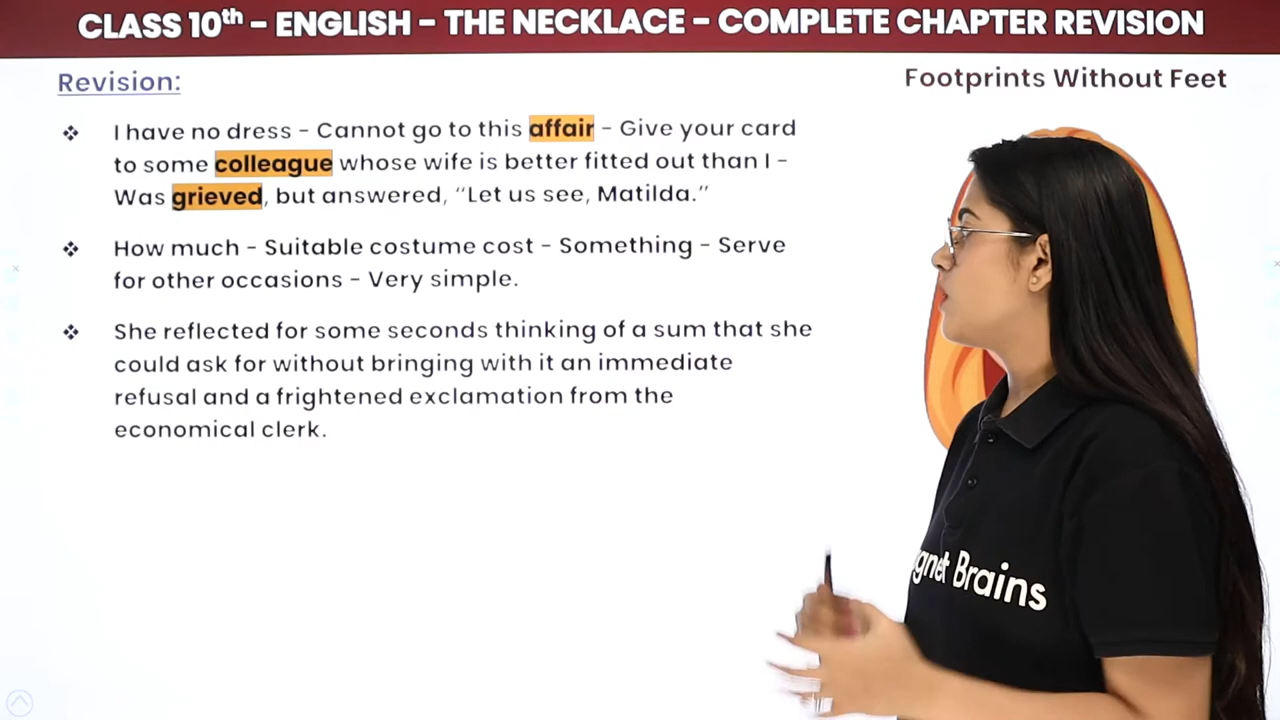 CLASS 10th – ENGLISH – THE NECKLACE – COMPLETE CHAPTER REVISION
Revision:
Footprints Without Feet
❖ I have no dress – Cannot go to this affair – Give your card
to some colleague whose wife is better fitted out than I –
Was grieved, but answered, “Let us see, Matilda.”
❖ How much – Suitable costume cost – Something – Serve
for other occasions – Very simple.
❖ She reflected for some seconds thinking of a sum that she
could ask for without bringing with it an immediate
refusal and a frightened exclamation from the
economical clerk.
gnet Brains